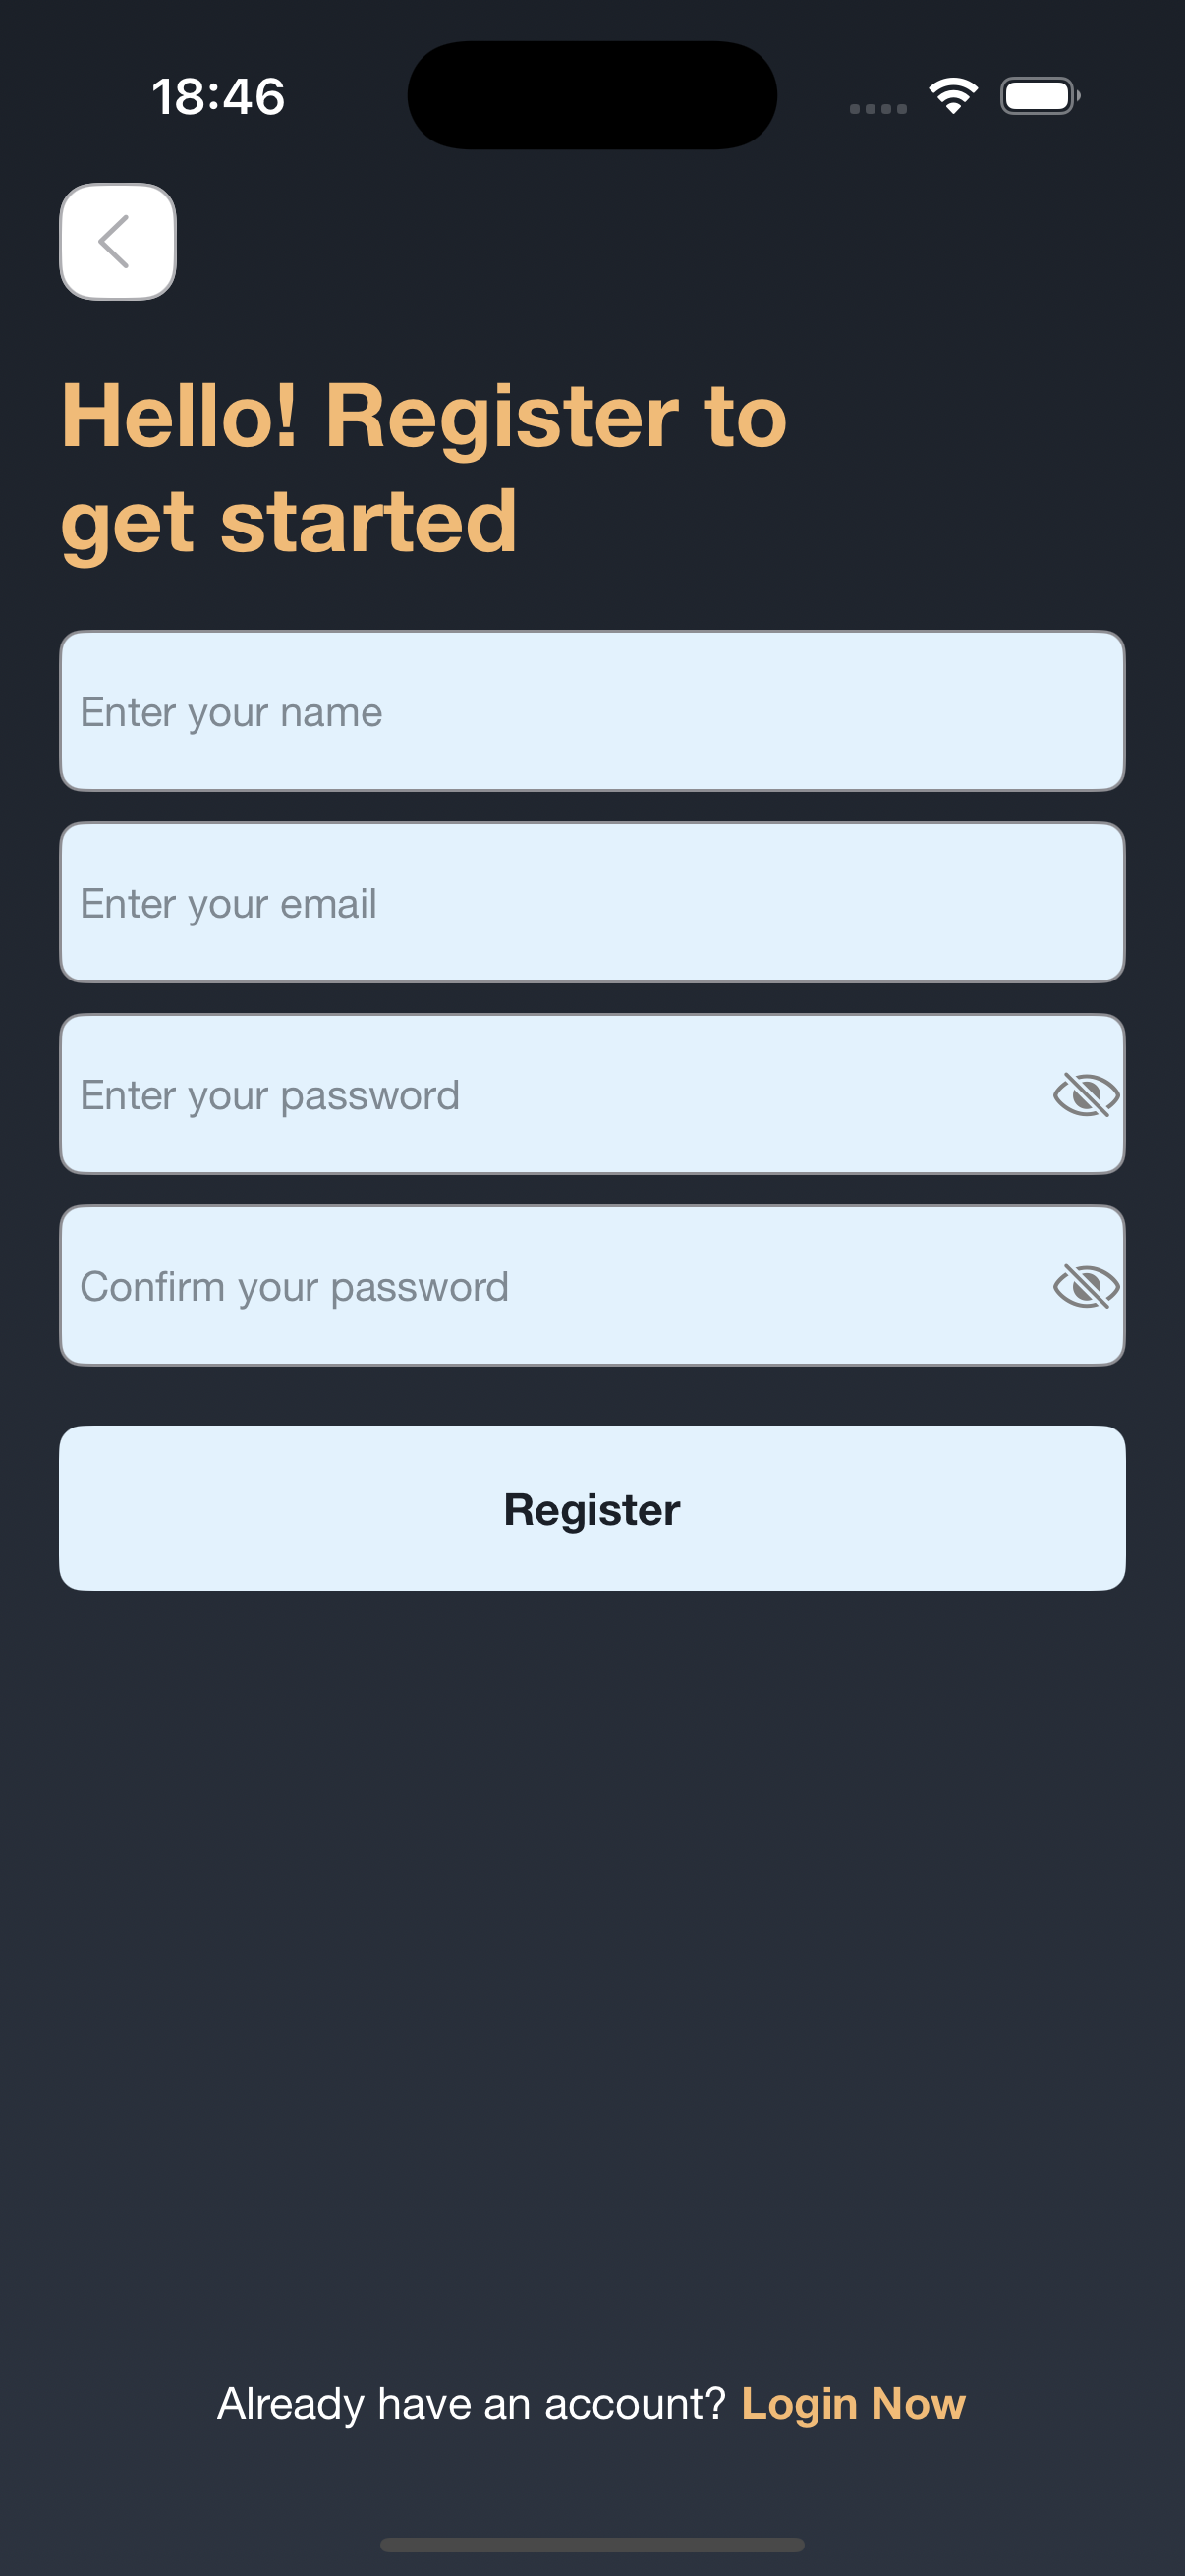 18:46
Hello! Register to
get started
Enter your name
Enter your email
Enter your password
Confirm your password
Register
Already have an account? Login Now